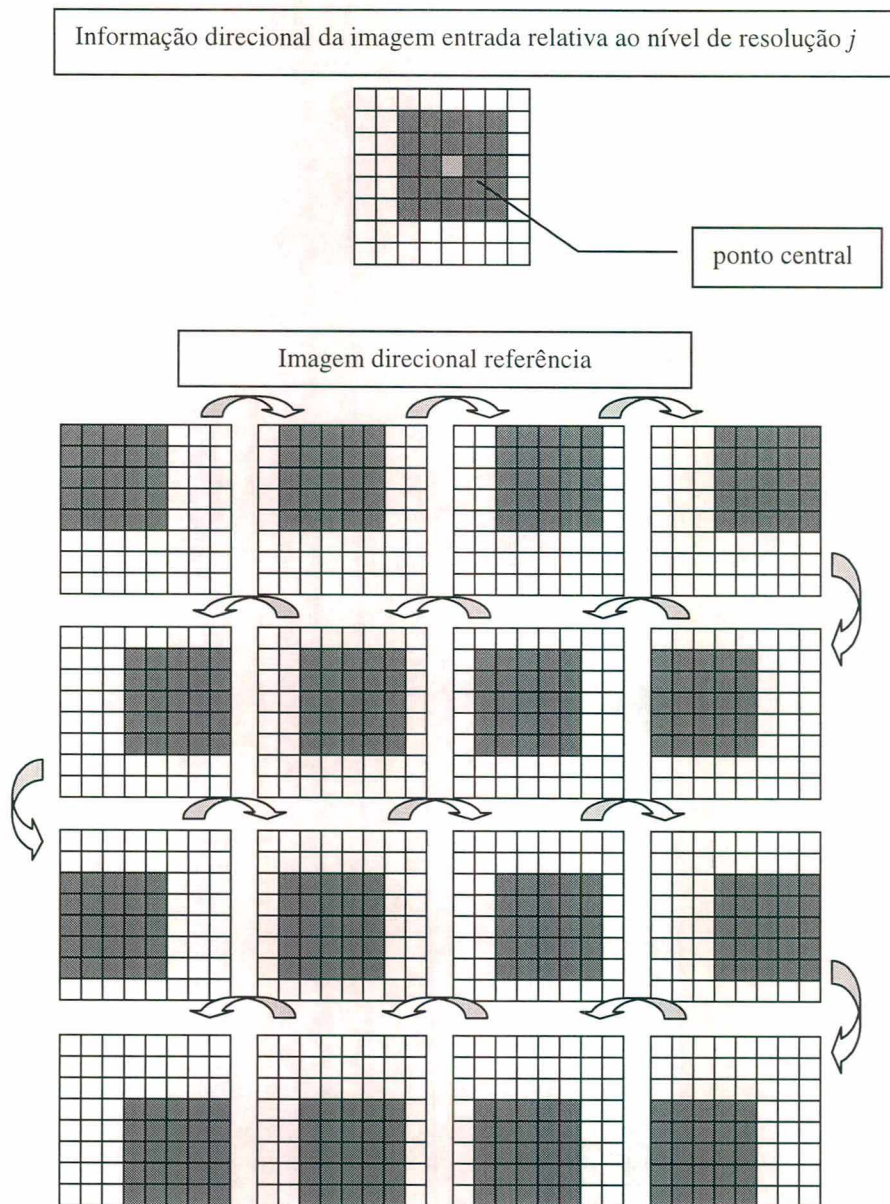 Informação direcional da imagem entrada relativa ao nível de resolução j
ponto central
Imagem direcional referência